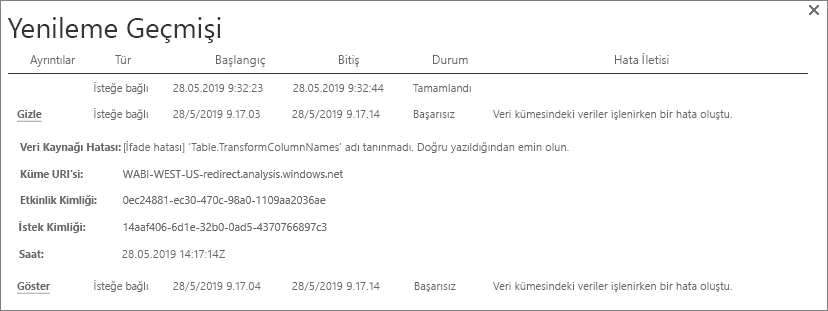 Yenileme Geçmişi
Ayrıntılar Tür Başlangıç Bitiş Durum Hata İletisi
İsteğe bağlı 28.05.2019 9:32:23 28.05.2019 9:32:44 Tamamlandı
Gizle İsteğe bağlı 28/5/2019 9.17.03 28/5/2019 9.17.14 Başarısız Veri kümesindeki veriler işlenirken bir hata oluştu.
Veri Kaynağı Hatası: [İfade hatası] 'Table.TransformColumnNames' adı tanınmadı. Doğru yazıldığından emin olun.
Küme URI'si: WABI-WEST-US-redirect.analysis.windows.net
Etkinlik Kimliği: 0ec24881-ec30-470c-98a0-1109aa2036ae
İstek Kimliği: 14aaf406-6d1e-32b0-0ad5-4370766897c3
Saat: 28.05.2019 14:17:14Z
Göster İsteğe bağlı 28/5/2019 9.17.04 28/5/2019 9.17.14 Başarısız Veri kümesindeki veriler işlenirken bir hata oluştu.